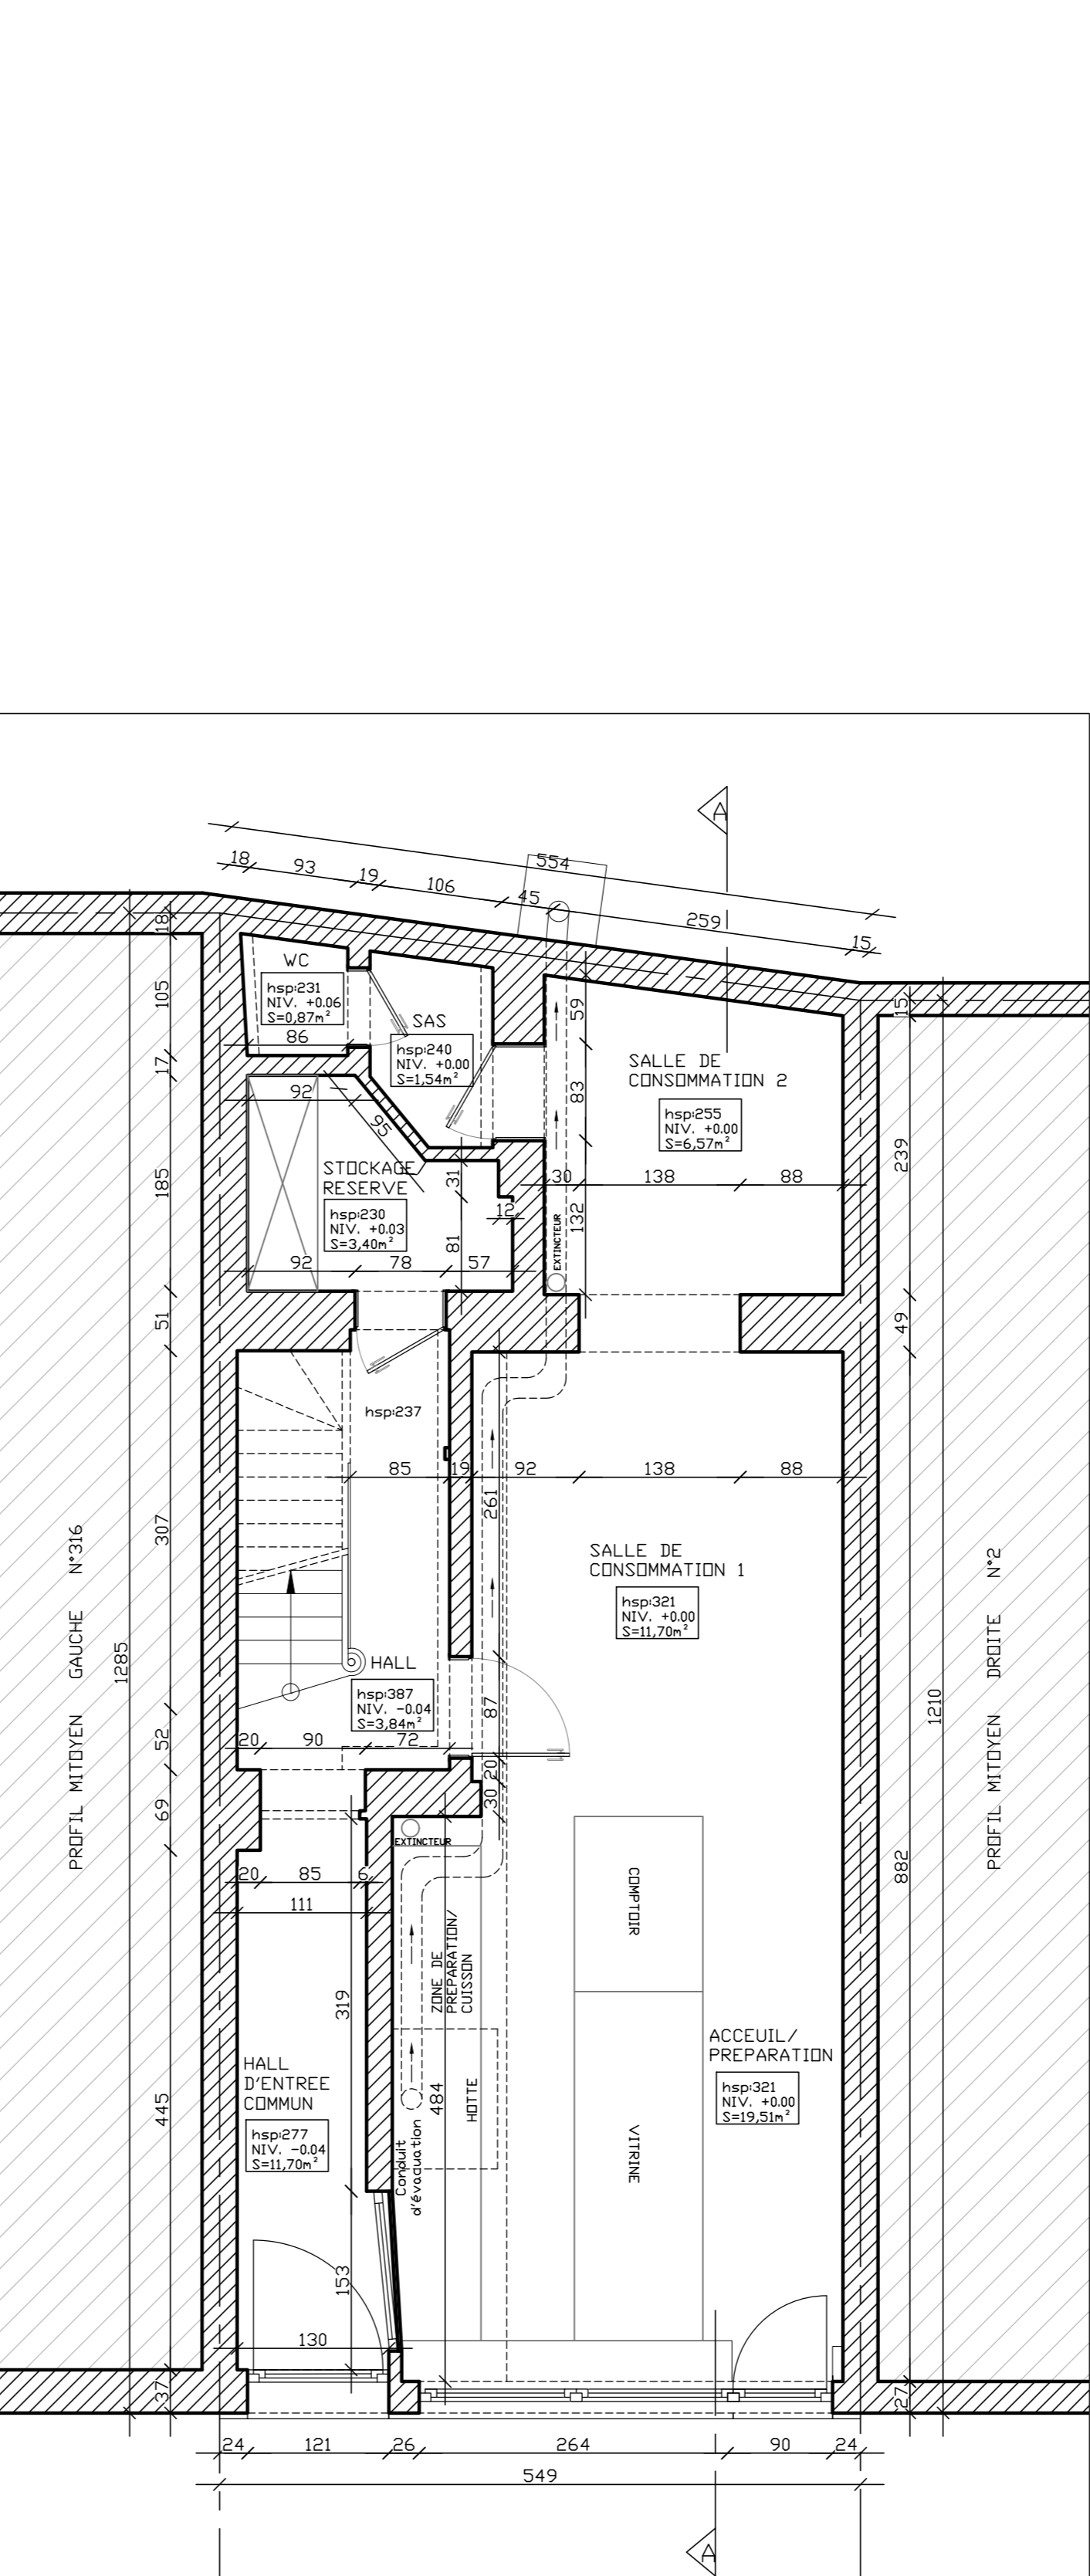 A
554
18
93
19
106
45
259
15
18
WC
hsp:231
NIV. +0.06
S=0,87m²
86
105
17
SAS
hsp:240
NIV. +0.00
S=1,54m²
59
15
SALLE DE
CONSOMMATION 2
hsp:255
NIV. +0.00
S=6,57m²
83
92
95
239
STOCKAGE/
RESERVE
hsp:230
NIV. +0.03
S=3,40m²
185
31
30
138
88
12
132
EXTINCTEUR
81
92
78
57
51
49
hsp:237
85
19
92
138
88
261
307
SALLE DE
CONSOMMATION 1
hsp:321
NIV. +0.00
S=11,70m²
PROFIL MITOYEN GAUCHE N°316
1285
PROFIL MITOYEN DROITE N°2
1210
HALL
hsp:387
NIV. -0.04
S=3,84m²
87
52
20
90
72
20
30
69
EXTINCTEUR
20
85
6
111
882
COMPTOIR
ZONE DE
PREPARATION/
CUISSON
319
ACCEUIL/
PREPARATION
hsp:321
NIV. +0.00
S=19,51m²
HALL
D'ENTREE
COMMUN
hsp:277
NIV. -0.04
S=11,70m²
445
484
HOTTE
VITRINE
Conduit
d'évacuation
153
130
37
27
24
121
26
264
90
24
549
A